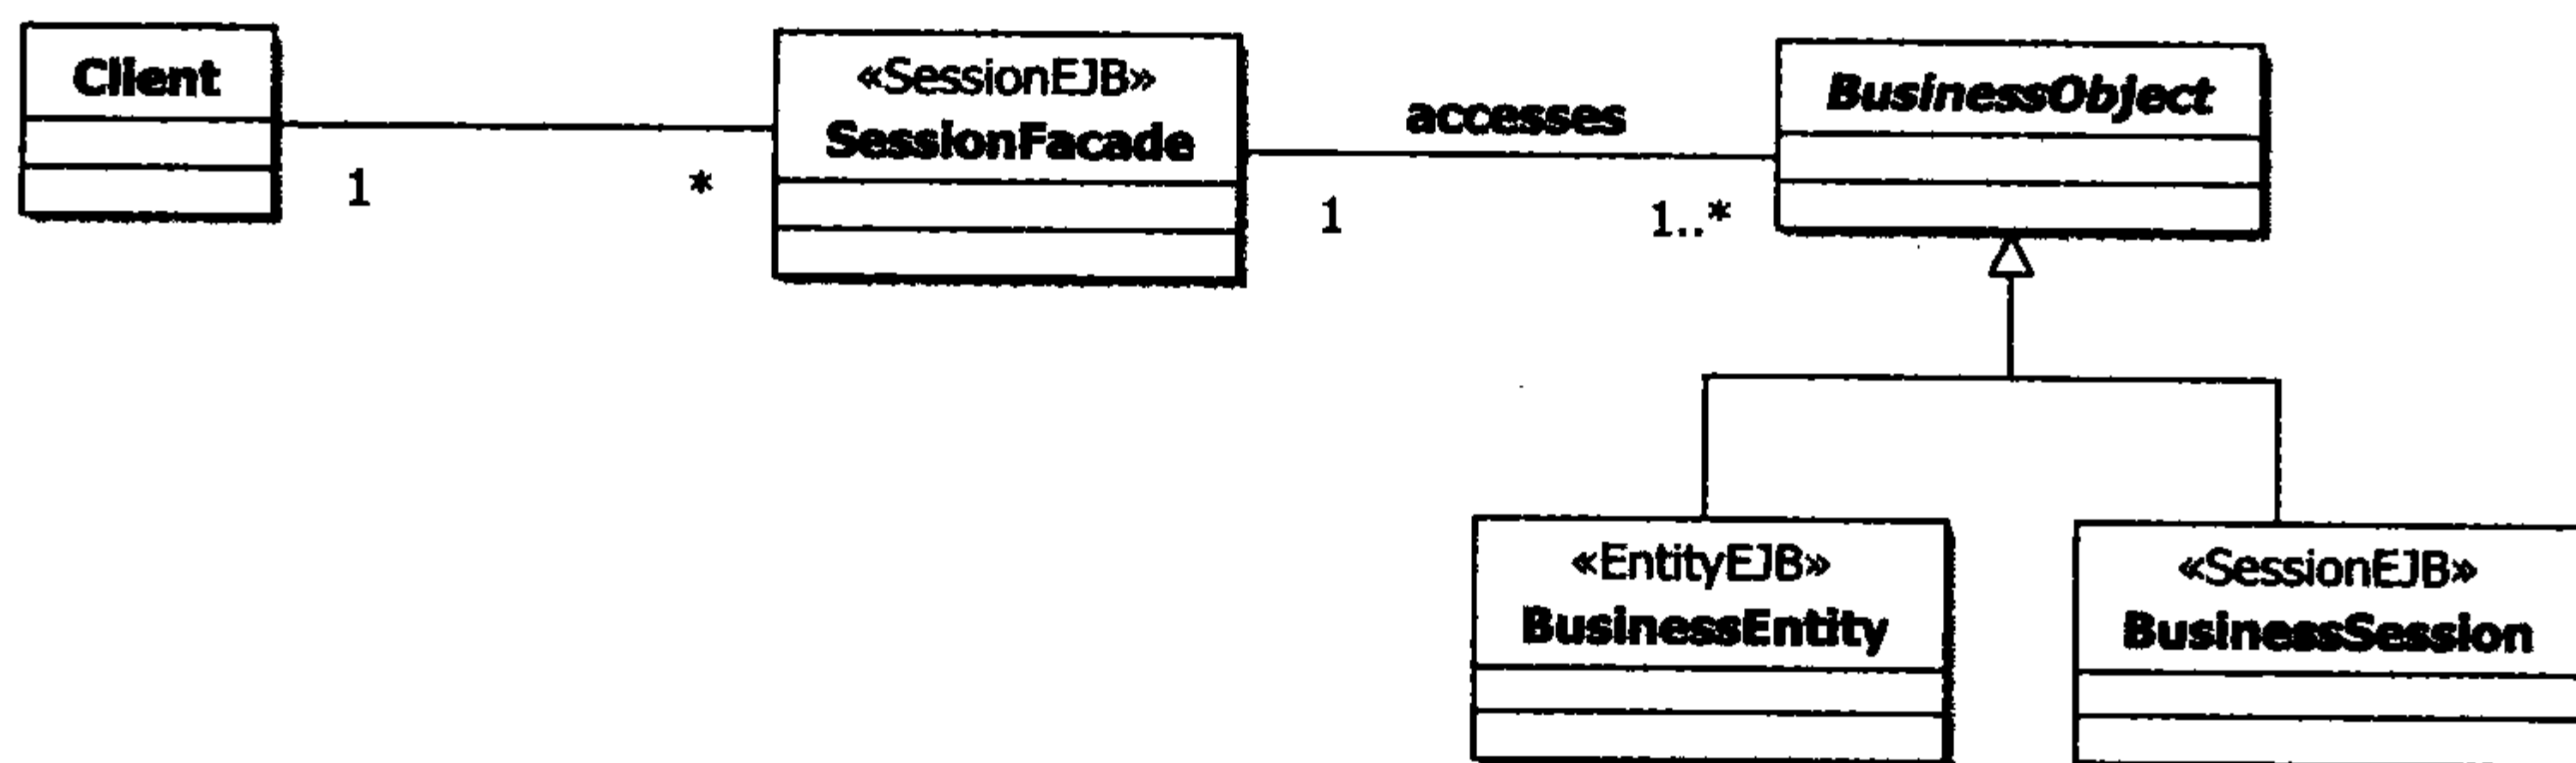 Client
1
*
«SessionEJB»
SessionFacade
accesses
1
1..*
BusinessObject
«EntityEJB»
BusinessEntity
«SessionEJB»
BusinessSession